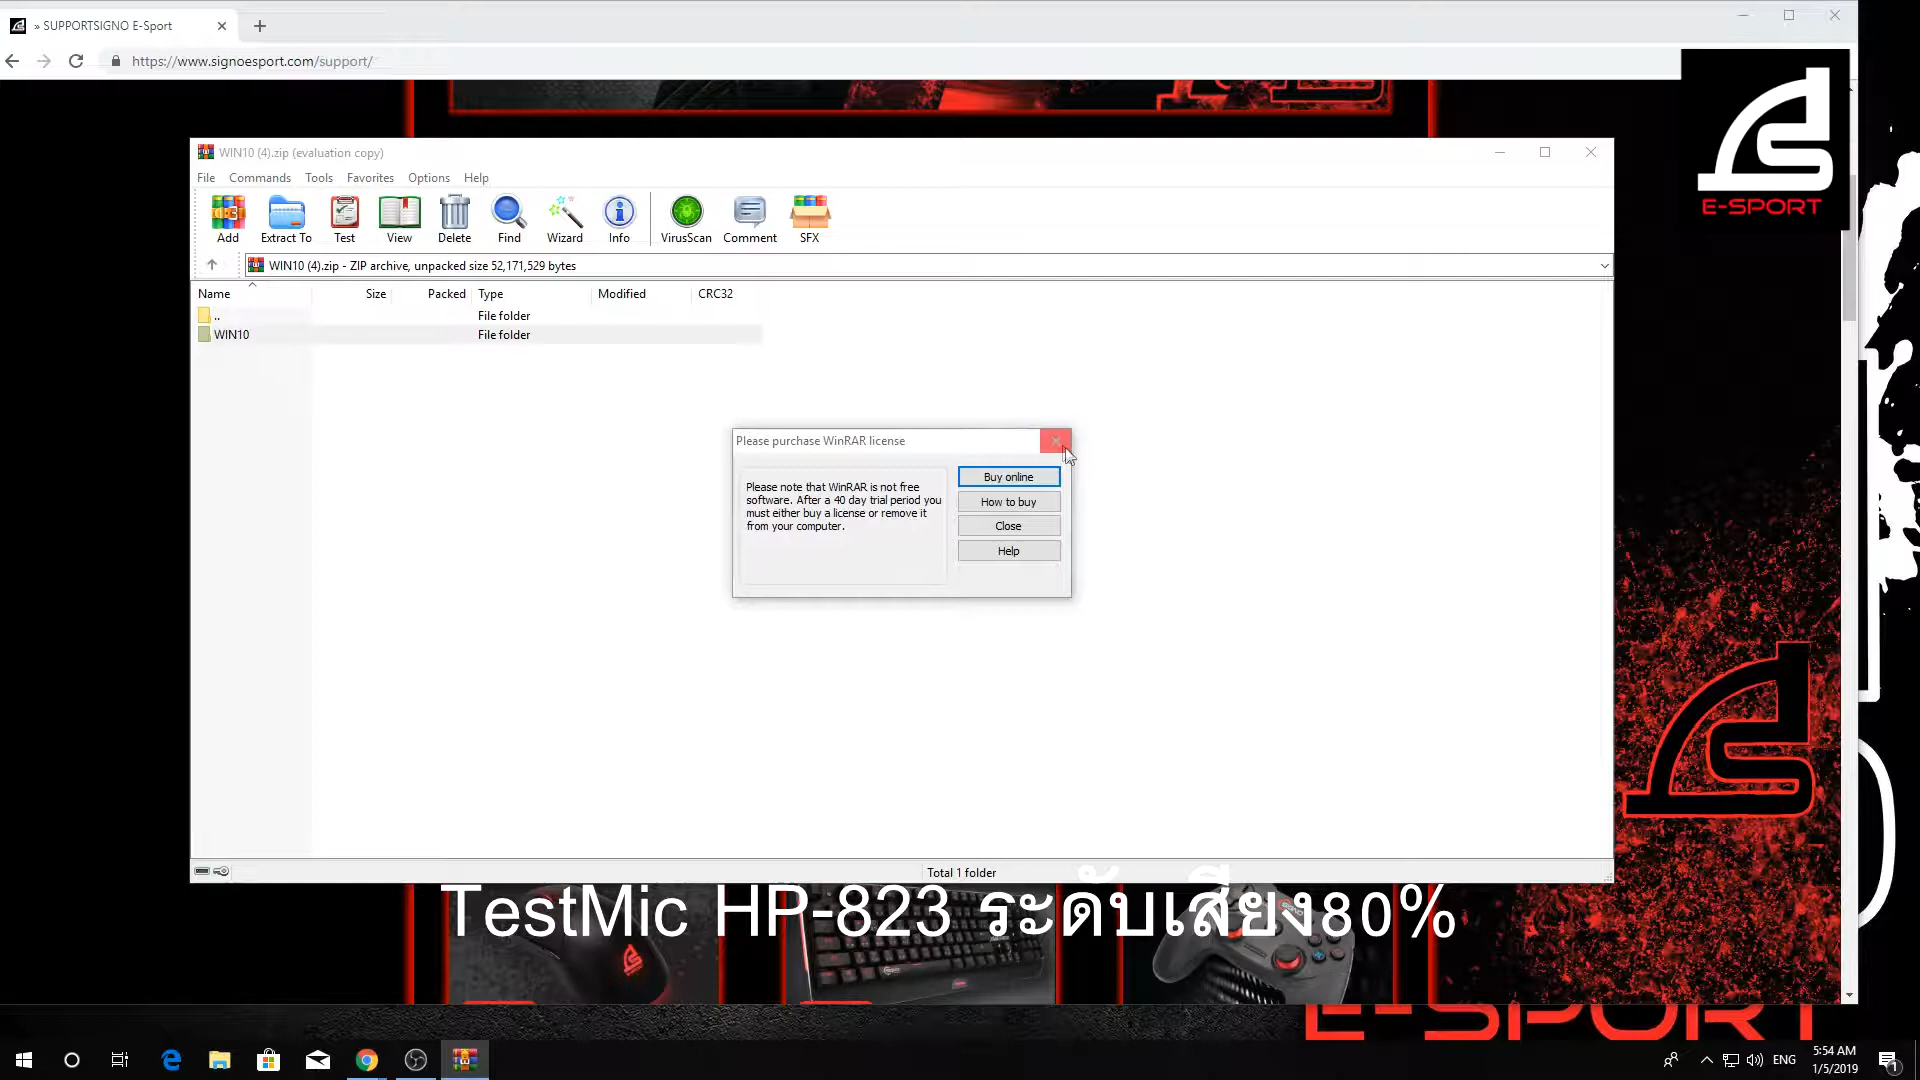 » SUPPORTSIGNO E-Sport
https://www.signoesport.com/support/
E-SPORT
WIN10 (4).zip (evaluation copy)
File Commands Tools Favorites Options Help
Add Extract To Test View Delete Find Wizard Info VirusScan Comment SFX
WIN10 (4).zip - ZIP archive, unpacked size 52,171,529 bytes
Name Size Packed Type Modified CRC32
.. File folder
WIN10 File folder
Please purchase WinRAR license
Please note that WinRAR is not free
software. After a 40 day trial period you
must either buy a license or remove it
from your computer.
Buy online
How to buy
Close
Help
Total 1 folder
TestMic HP-823 ระดับเสียง80%
E-SPORT
ENG
5:54 AM
1/5/2019
1